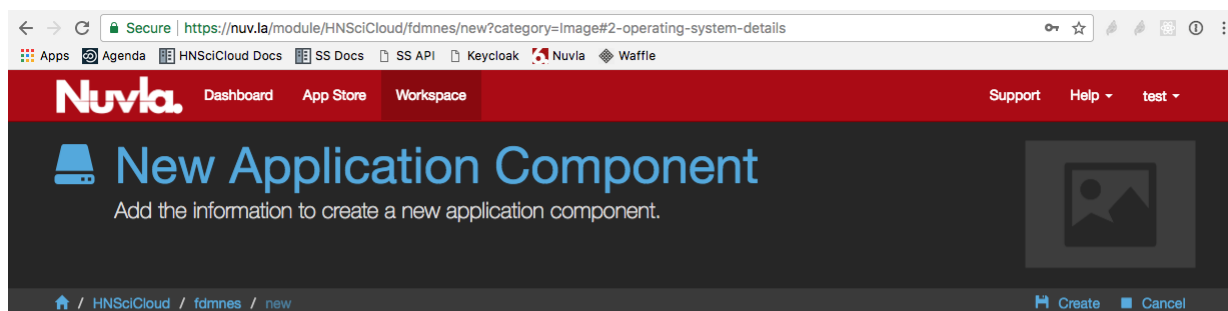 Secure | https://nuv.la/module/HNSciCloud/fdmnes/new?category=Image#2-operating-system-details
Apps Agenda HNSciCloud Docs SS Docs SS API Keycloak Nuvla Waffle
Nuvla. Dashboard App Store Workspace Support Help test
New Application Component
Add the information to create a new application component.
/ HNSciCloud / fdmnes / new Create Cancel